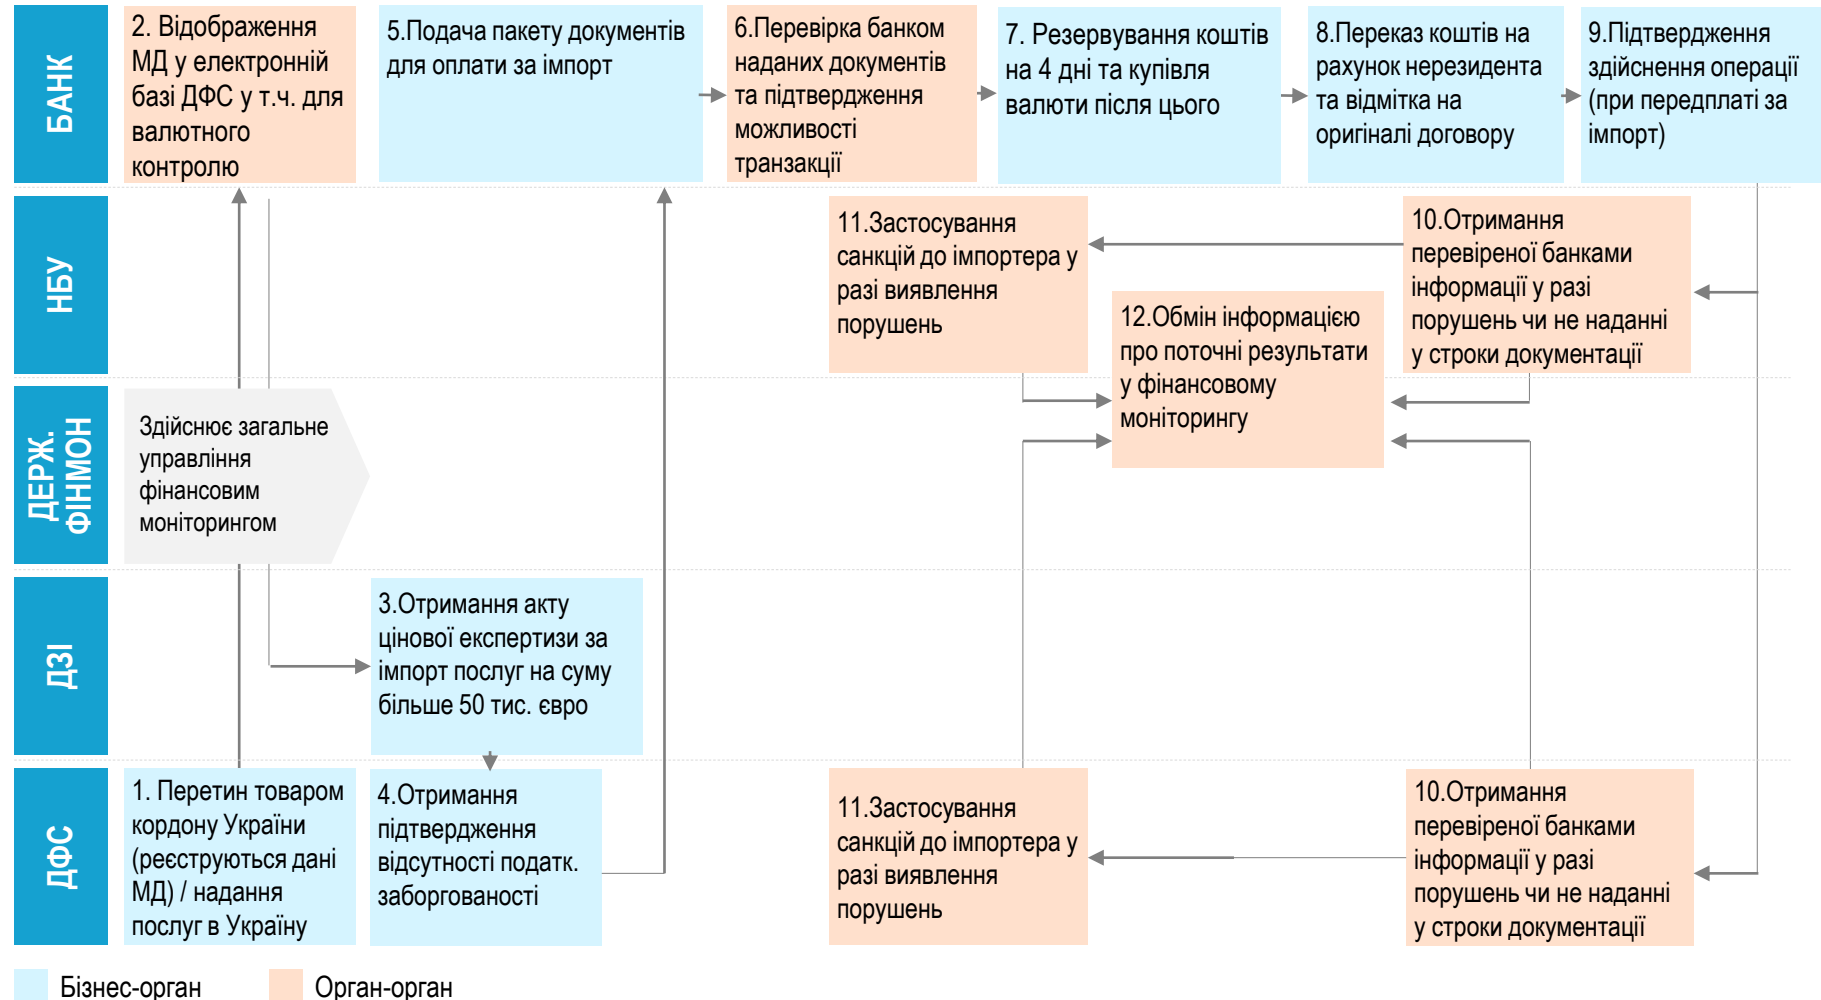 БАНК
2. Відображення
МД у електронній
базі ДФС у т.ч. для
валютного
контролю
5.Подача пакету документів
для оплати за імпорт
6.Перевірка банком
наданих документів
та підтвердження
можливості
транзакції
7. Резервування коштів
на 4 дні та купівля
валюти після цього
8.Переказ коштів на
рахунок нерезидента
та відмітка на
оригіналі договору
9.Підтвердження
здійснення операції
(при передплаті за
імпорт)
НБУ
11.Застосування
санкцій до імпортера у
разі виявлення
порушень
10.Отримання
перевіреної банками
інформації у разі
порушень чи не наданні
у строки документації
12.Обмін інформацією
про поточні результати
у фінансовому
моніторингу
ДЕРЖ.
ФІНМОН
Здійснює загальне
управління
фінансовим
моніторингом
ДЗІ
3.Отримання акту
цінової експертизи за
імпорт послуг на суму
більше 50 тис. євро
ДФС
1. Перетин товаром
кордону України
(реєструються дані
МД) / надання
послуг в Україну
4.Отримання
підтвердження
відсутності податк.
заборгованості
11.Застосування
санкцій до імпортера у
разі виявлення
порушень
10.Отримання
перевіреної банками
інформації у разі
порушень чи не наданні
у строки документації
Бізнес-орган
Орган-орган